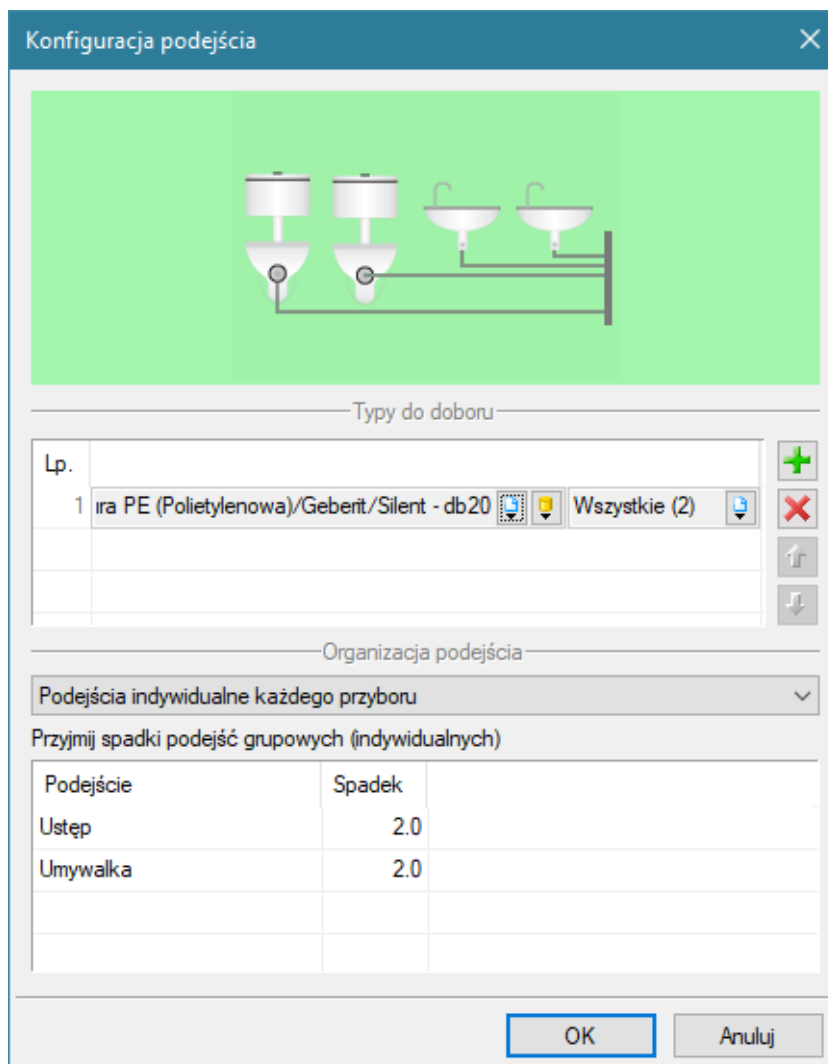 Konfiguracja podejścia
Typy do doboru
Lp.
1 ıra PE (Polietylenowa)/Geberit/Silent - db20 Wszystkie (2)
Organizacja podejścia
Podejścia indywidualne każdego przyboru
Przyjmij spadki podejść grupowych (indywidualnych)
Podejście Spadek
Ustęp 2.0
Umywalka 2.0
OK Anuluj